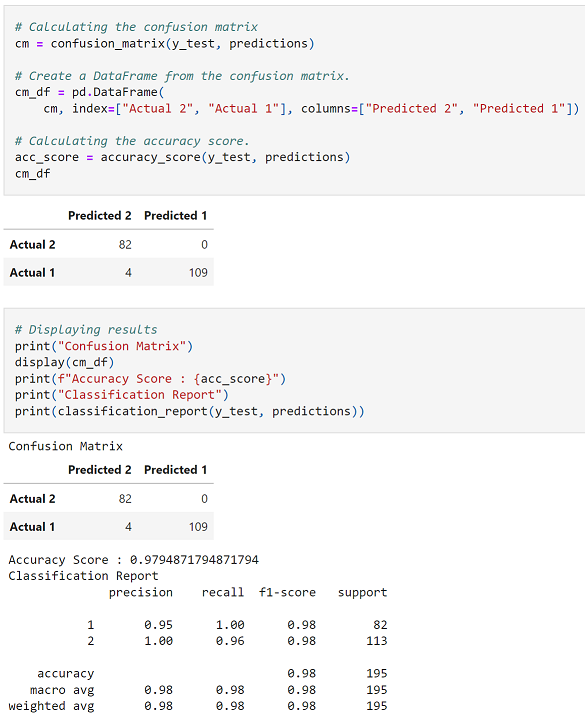 # Calculating the confusion matrix
cm = confusion_matrix(y_test, predictions)
# Create a DataFrame from the confusion matrix.
cm_df = pd.DataFrame(
    cm, index=["Actual 2", "Actual 1"], columns=["Predicted 2", "Predicted 1"])
# Calculating the accuracy score.
acc_score = accuracy_score(y_test, predictions)
cm_df
Predicted 2 Predicted 1
Actual 2 82 0
Actual 1 4 109
# Displaying results
print("Confusion Matrix")
display(cm_df)
print(f"Accuracy Score : {acc_score}")
print("Classification Report")
print(classification_report(y_test, predictions))
Confusion Matrix
Predicted 2 Predicted 1
Actual 2 82 0
Actual 1 4 109
Accuracy Score : 0.9794871794871794
Classification Report
precision recall f1-score support
1 0.95 1.00 0.98 82
2 1.00 0.96 0.98 113
accuracy 0.98 195
macro avg 0.98 0.98 0.98 195
weighted avg 0.98 0.98 0.98 195